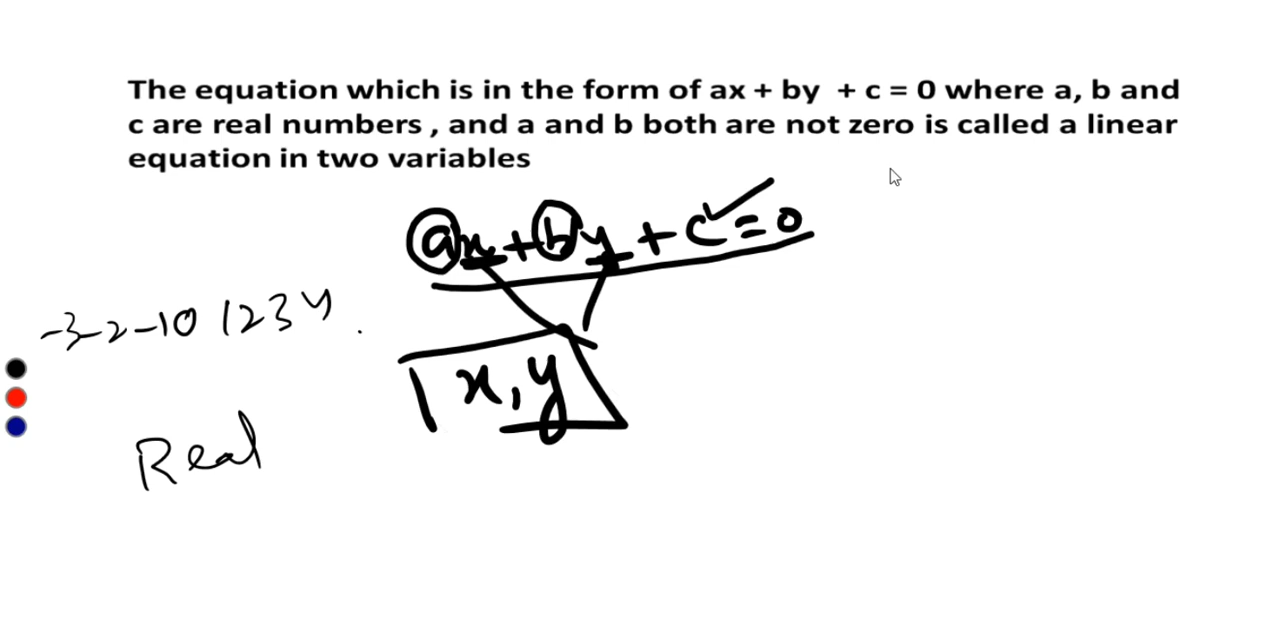 The equation which is in the form of ax + by + c = 0 where a, b and
c are real numbers , and a and b both are not zero is called a linear
equation in two variables
ax + by + c = 0
-3 -2 -1 0 1 2 3 4 .
x, y
Real